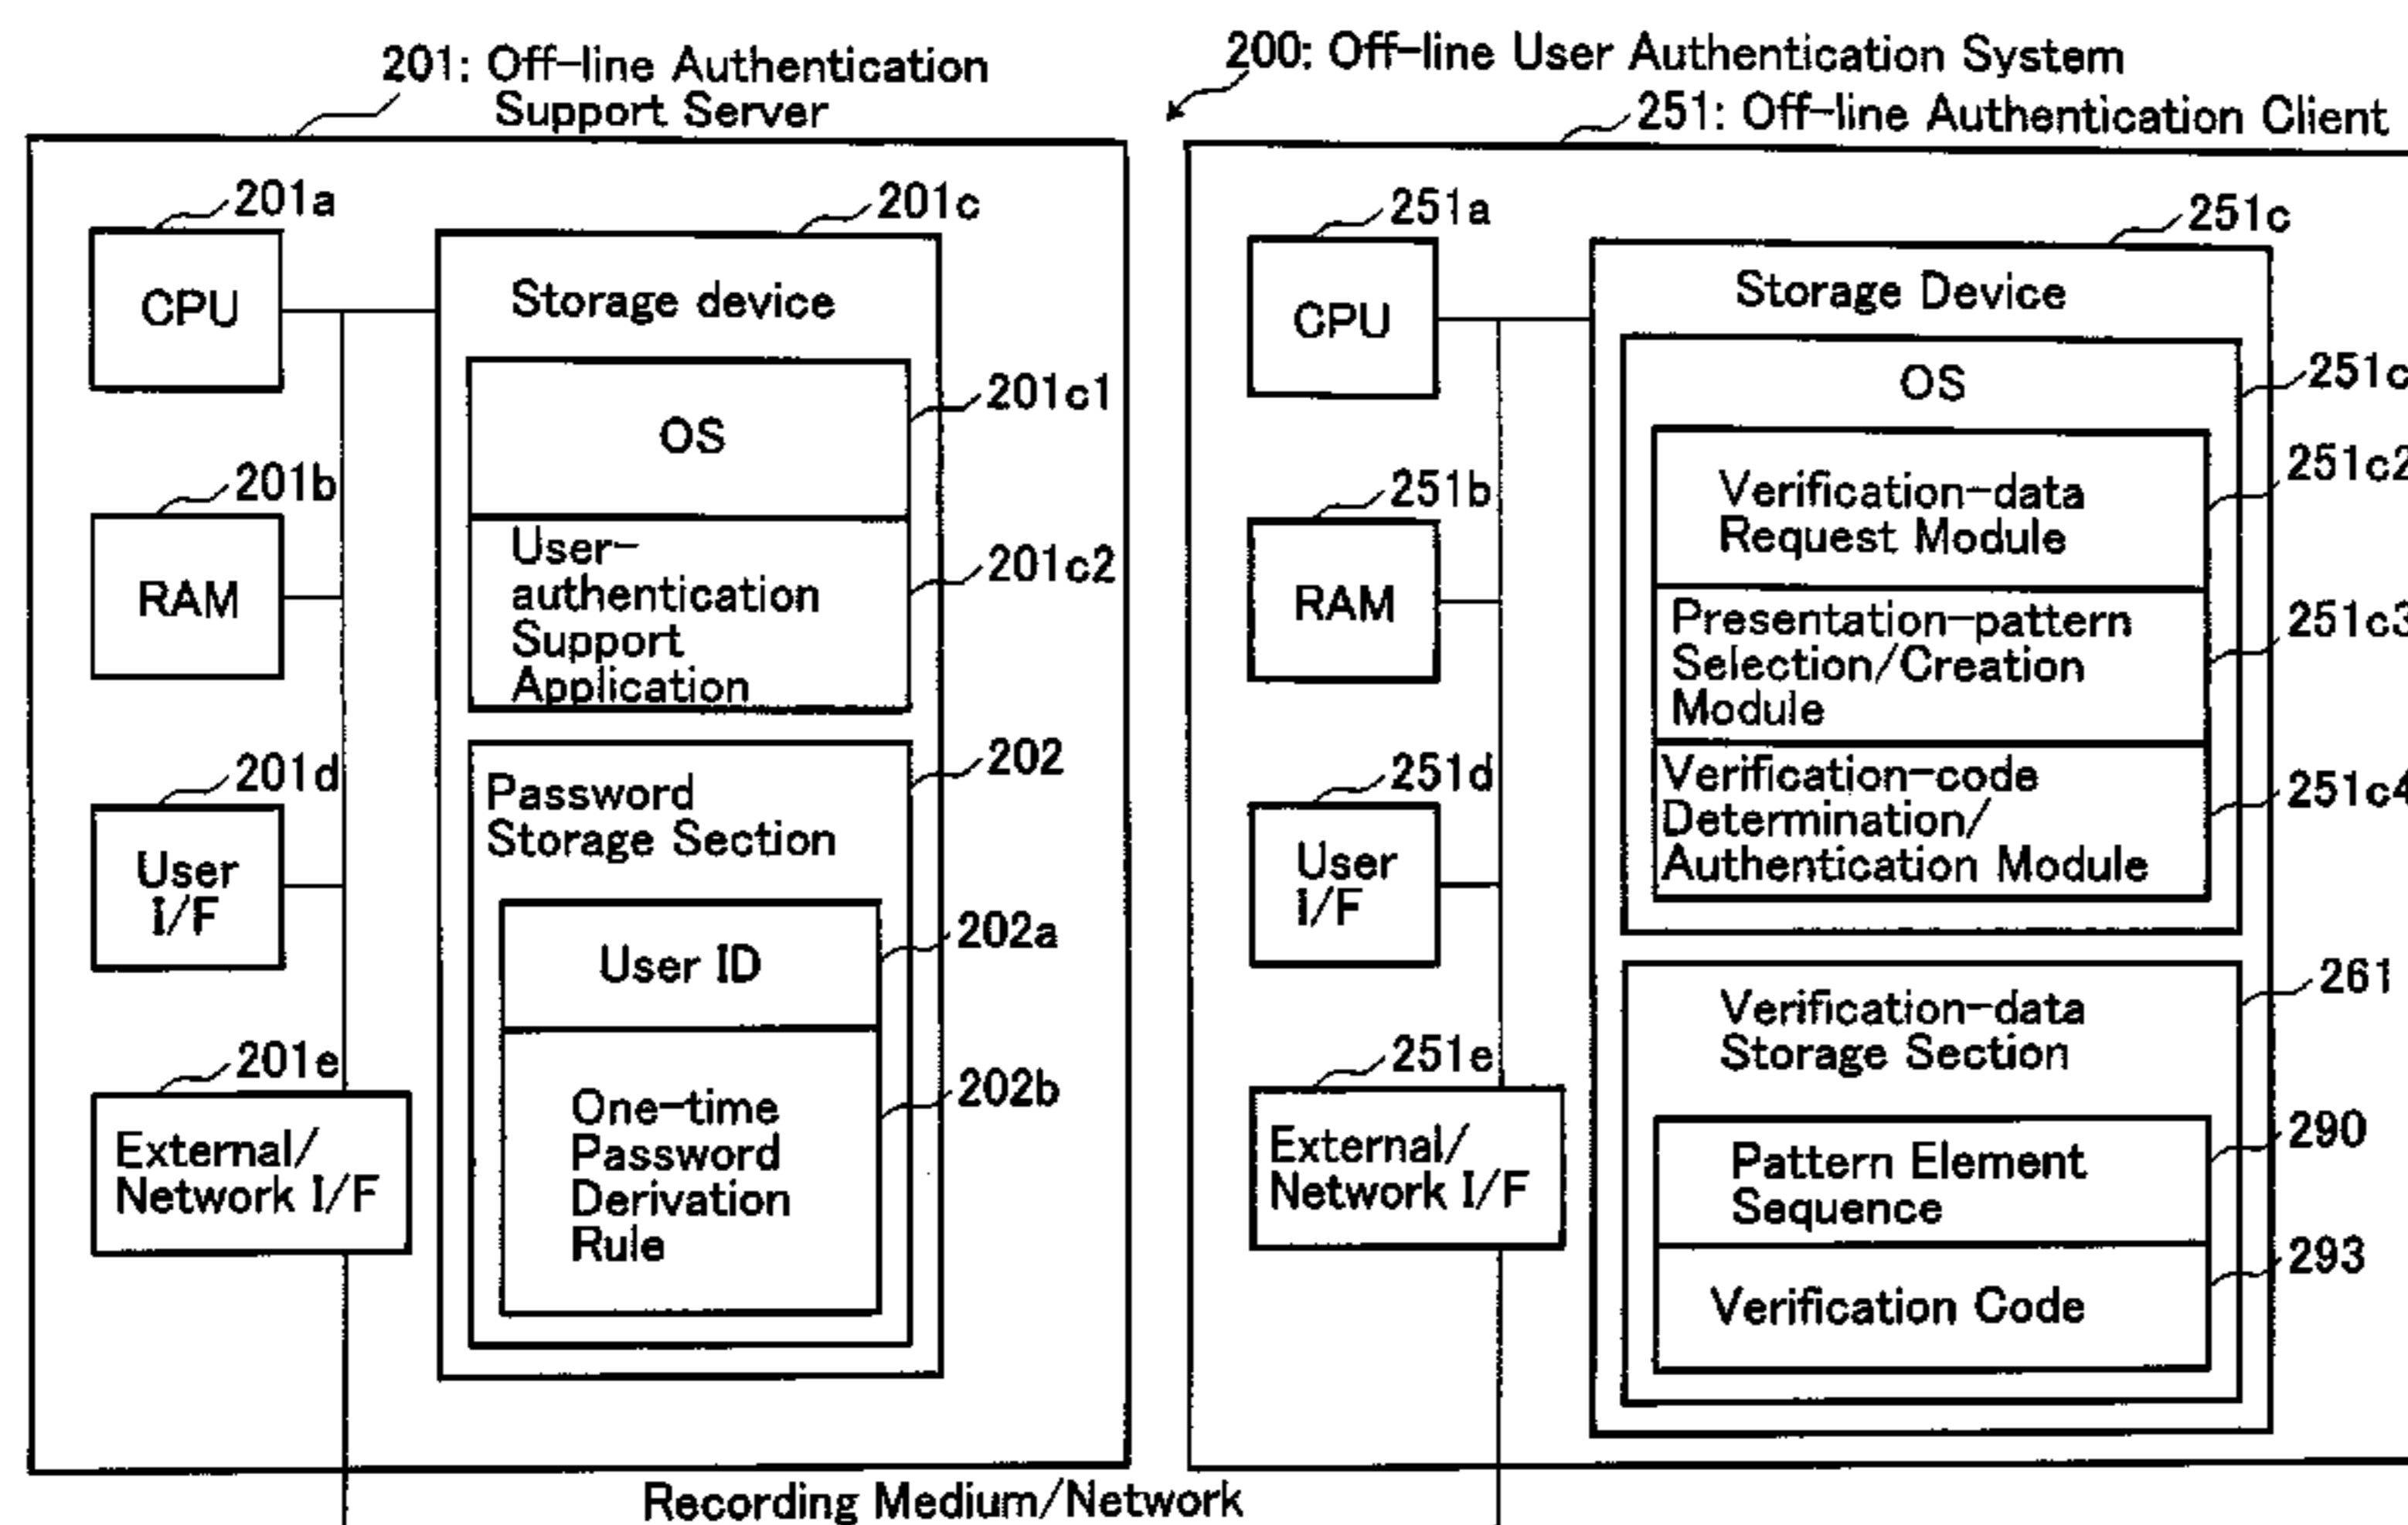 200: Off-line User Authentication System
201: Off-line Authentication
Support Server
251: Off-line Authentication Client
201a
CPU
201b
RAM
201d
User
I/F
201e
External/
Network I/F
201c
Storage device
OS
201c1
User-
authentication
Support
Application
201c2
202
Password
Storage Section
202a
User ID
202b
One-time
Password
Derivation
Rule
251a
CPU
251b
RAM
251d
User
I/F
251e
External/
Network I/F
251c
Storage Device
OS
251c
Verification-data
Request Module
251c2
Presentation-pattern
Selection/Creation
Module
251c3
Verification-code
Determination/
Authentication Module
251c4
261
Verification-data
Storage Section
290
Pattern Element
Sequence
293
Verification Code
Recording Medium/Network